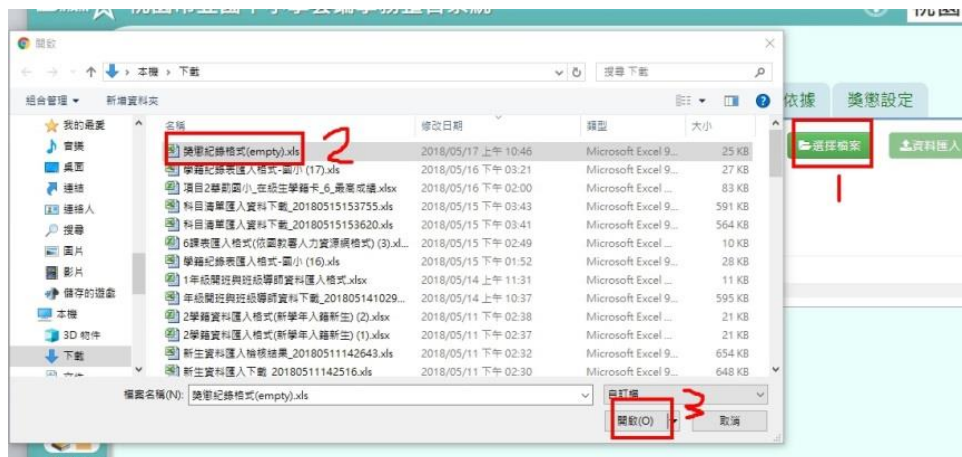 桃園市立國中小學雲端學務整合系統
開啟
本機 › 下載
搜尋 下載
組合管理 新增資料夾
依據 獎懲設定
選擇檔案 資料匯入
1
名稱 修改日期 類型 大小
我的最愛
音樂
桌面
連結
連絡人
搜尋
圖片
影片
儲存的遊戲
本機
3D 物件
下載
獎懲紀錄格式(empty).xls 2018/05/17 上午 10:46 Microsoft Excel 9... 25 KB
2
學籍紀錄表匯入格式-國小 (17).xls 2018/05/16 下午 03:21 Microsoft Excel 9... 27 KB
項目2華勛國小_在級生學籍卡_6_最高成績.xlsx 2018/05/16 下午 02:00 Microsoft Excel ... 83 KB
科目清單匯入資料下載_20180515153755.xls 2018/05/15 下午 03:43 Microsoft Excel 9... 591 KB
科目清單匯入資料下載_20180515153620.xls 2018/05/15 下午 03:41 Microsoft Excel 9... 564 KB
6課表匯入格式(依國教署人力資源網格式) (3).xl... 2018/05/15 下午 02:49 Microsoft Excel ... 10 KB
學籍紀錄表匯入格式-國小 (16).xls 2018/05/15 下午 01:52 Microsoft Excel 9... 28 KB
1年級開班與班級導師資料匯入格式.xlsx 2018/05/14 上午 11:31 Microsoft Excel ... 11 KB
年級開班與班級導師資料下載_201805141029... 2018/05/14 上午 10:37 Microsoft Excel 9... 595 KB
2學籍資料匯入格式(新學年入籍新生) (2).xlsx 2018/05/11 下午 02:38 Microsoft Excel ... 21 KB
2學籍資料匯入格式(新學年入籍新生) (1).xlsx 2018/05/11 下午 02:37 Microsoft Excel ... 21 KB
新生資料匯入檢核結果_20180511142643.xls 2018/05/11 下午 02:32 Microsoft Excel 9... 654 KB
新生資料匯入下載_20180511142516.xls 2018/05/11 下午 02:30 Microsoft Excel 9... 648 KB
檔案名稱(N): 獎懲紀錄格式(empty).xls 自訂檔
3
開啟(O) 取消